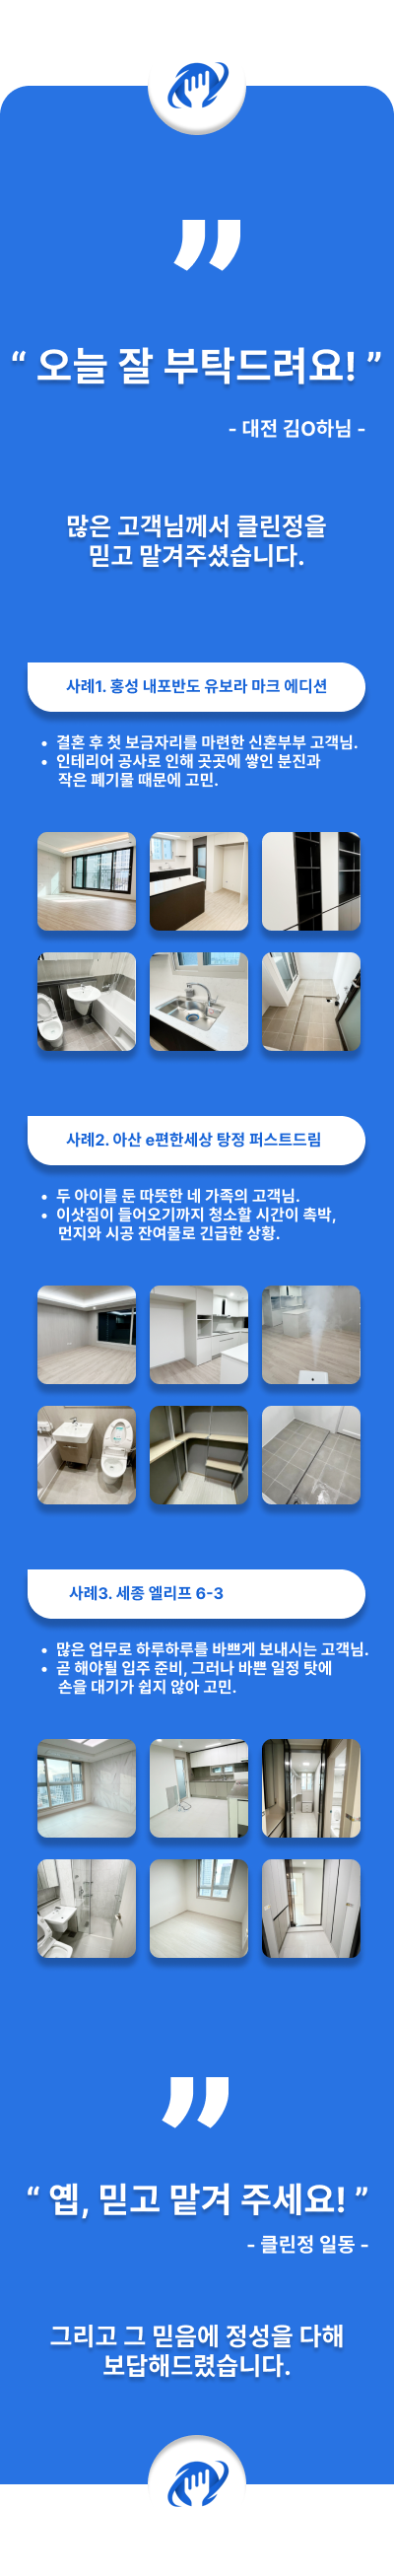 ”
“ 오늘 잘 부탁드려요! ”
- 대전 김O하님 -
많은 고객님께서 클린정을
믿고 맡겨주셨습니다.
사례1. 홍성 내포반도 유보라 마크 에디션
• 결혼 후 첫 보금자리를 마련한 신혼부부 고객님.
• 인테리어 공사로 인해 곳곳에 쌓인 분진과
작은 폐기물 때문에 고민.
사례2. 아산 e편한세상 탕정 퍼스트드림
• 두 아이를 둔 따뜻한 네 가족의 고객님.
• 이삿짐이 들어오기까지 청소할 시간이 촉박,
먼지와 시공 잔여물로 긴급한 상황.
사례3. 세종 엘리프 6-3
• 많은 업무로 하루하루를 바쁘게 보내시는 고객님.
• 곧 해야될 입주 준비, 그러나 바쁜 일정 탓에
손을 대기가 쉽지 않아 고민.
”
“ 옙, 믿고 맡겨 주세요! ”
- 클린정 일동 -
그리고 그 믿음에 정성을 다해
보답해드렸습니다.